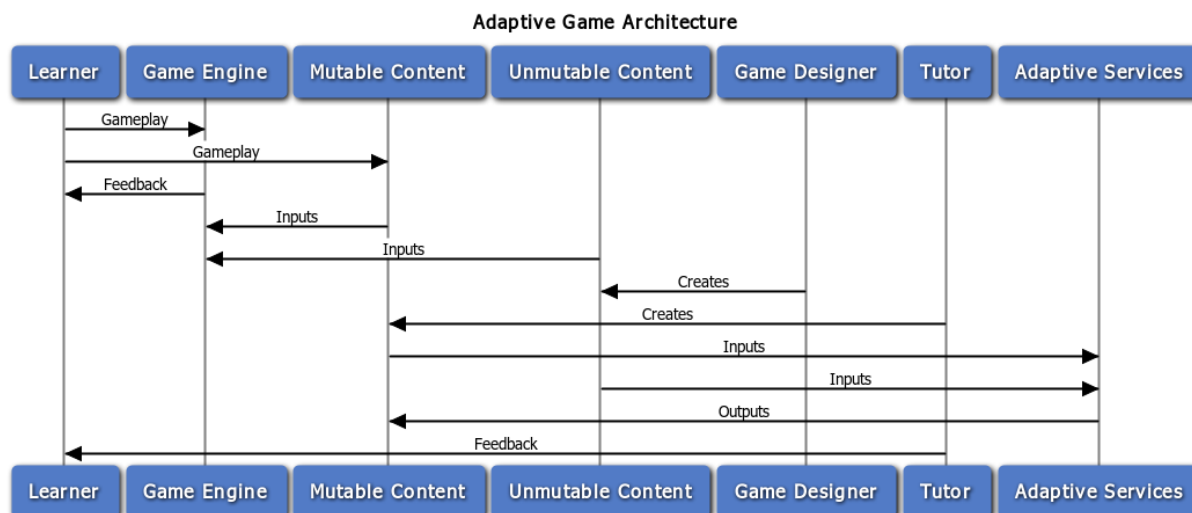 Adaptive Game Architecture
Learner Game Engine Mutable Content Unmutable Content Game Designer Tutor Adaptive Services
Gameplay
Gameplay
Feedback
Inputs
Inputs
Creates
Creates
Inputs
Inputs
Outputs
Feedback
Learner Game Engine Mutable Content Unmutable Content Game Designer Tutor Adaptive Services